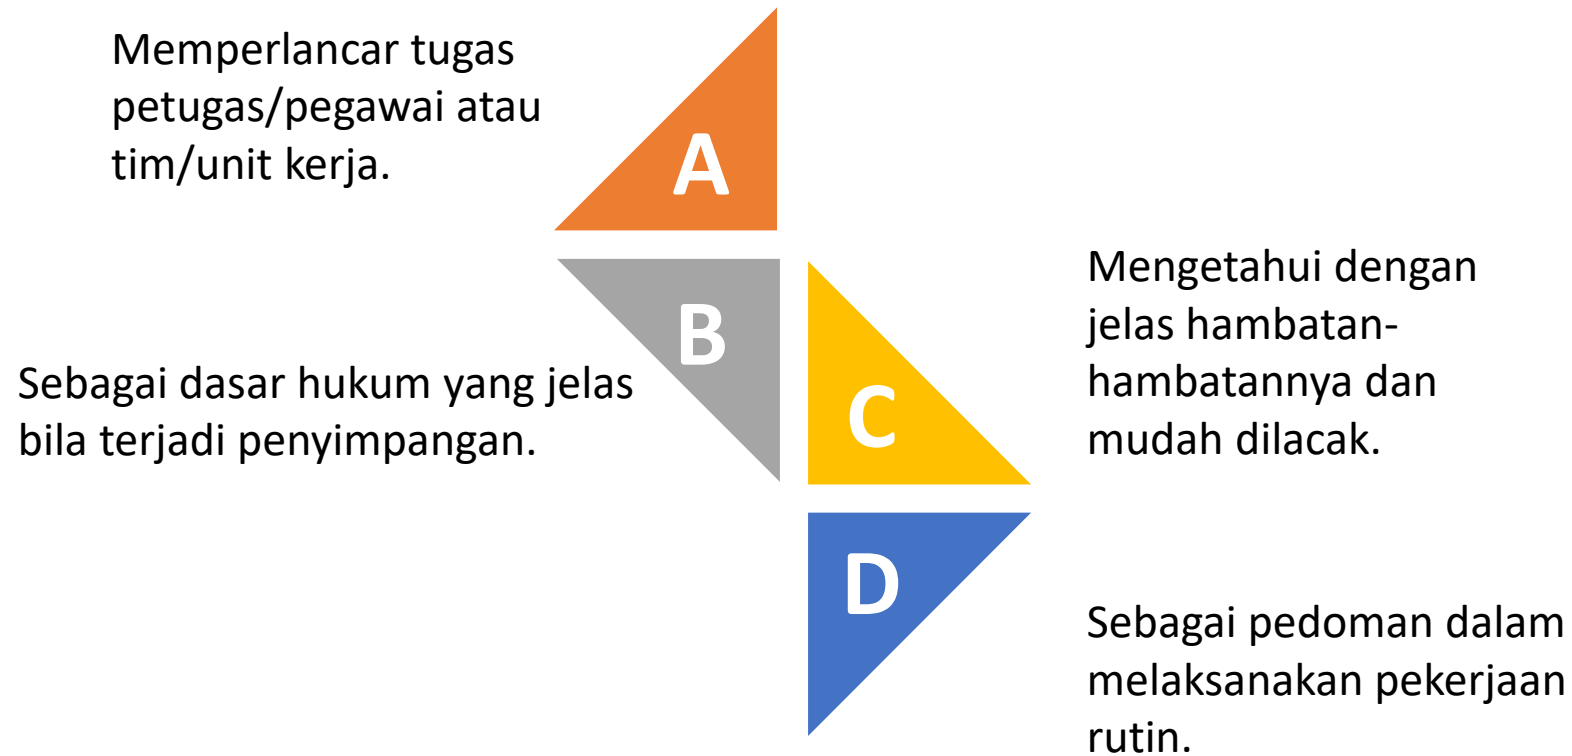 Memperlancar tugas
petugas/pegawai atau
tim/unit kerja.
A
B
Sebagai dasar hukum yang jelas
bila terjadi penyimpangan.
C
Mengetahui dengan
jelas hambatan-
hambatannya dan
mudah dilacak.
D
Sebagai pedoman dalam
melaksanakan pekerjaan
rutin.